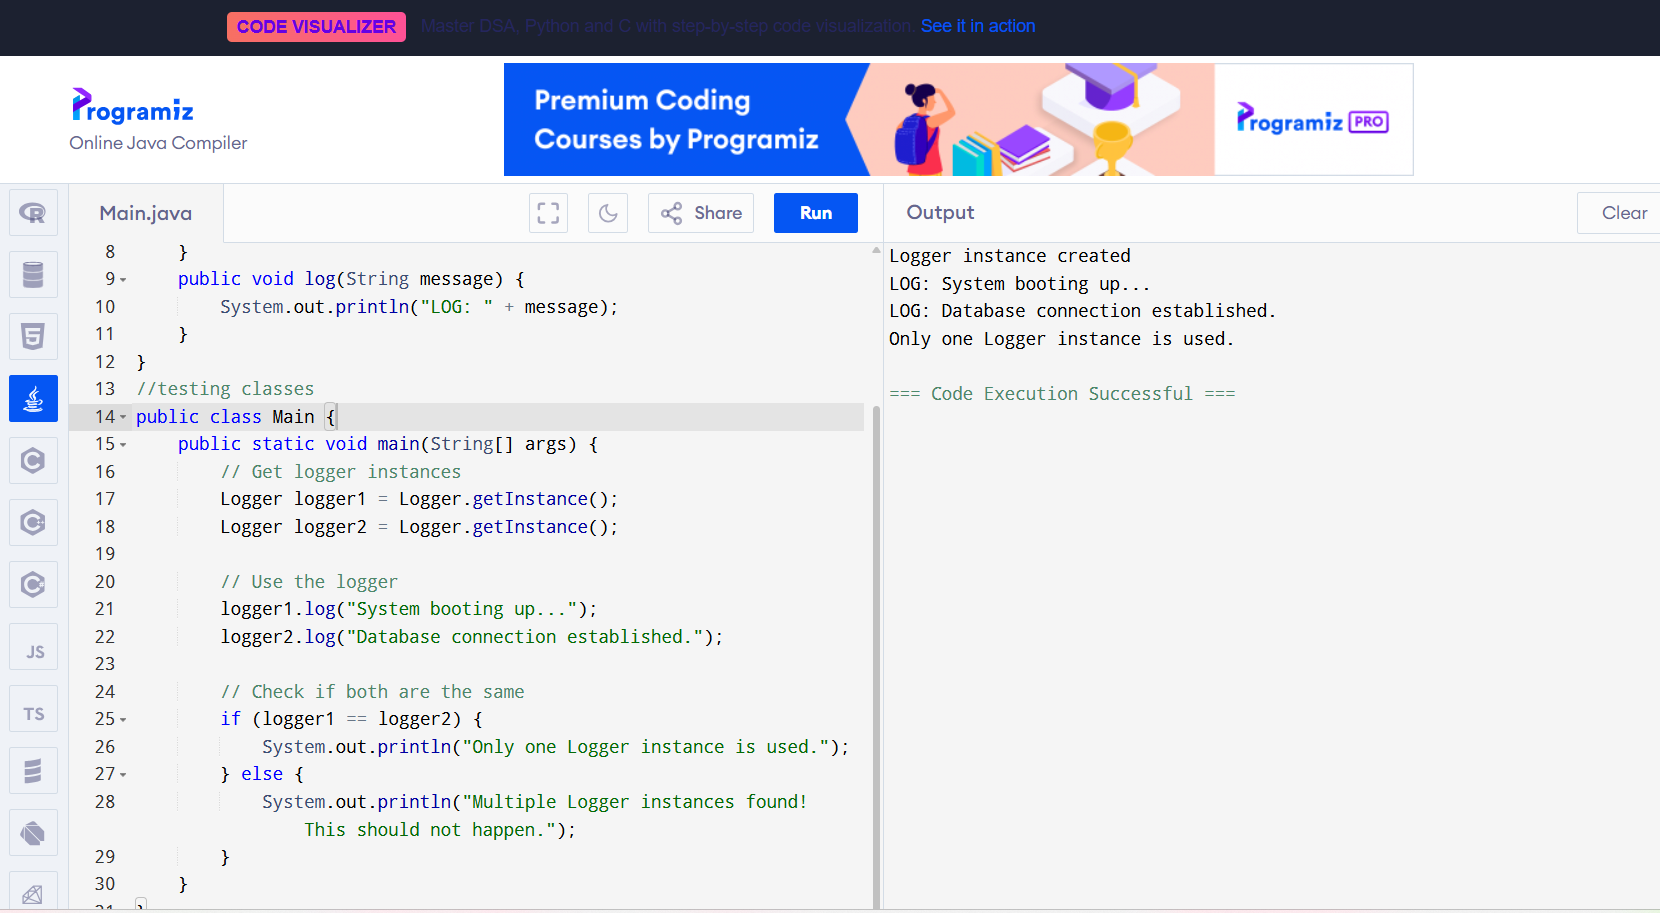 CODE VISUALIZER Master DSA, Python and C with step-by-step code visualization. See it in action
Programiz
Online Java Compiler
Premium Coding
Courses by Programiz
Programiz PRO
Main.java
Share
Run
Output
Clear
8 }
9 public void log(String message) {
10 System.out.println("LOG: " + message);
11 }
12 }
13 //testing classes
14 public class Main {
15 public static void main(String[] args) {
16 // Get logger instances
17 Logger logger1 = Logger.getInstance();
18 Logger logger2 = Logger.getInstance();
19
20 // Use the logger
21 logger1.log("System booting up...");
22 logger2.log("Database connection established.");
23
24 // Check if both are the same
25 if (logger1 == logger2) {
26 System.out.println("Only one Logger instance is used.");
27 } else {
28 System.out.println("Multiple Logger instances found!
This should not happen.");
29 }
30 }
31 }
Logger instance created
LOG: System booting up...
LOG: Database connection established.
Only one Logger instance is used.
=== Code Execution Successful ===
R
5
C
C
C
JS
TS